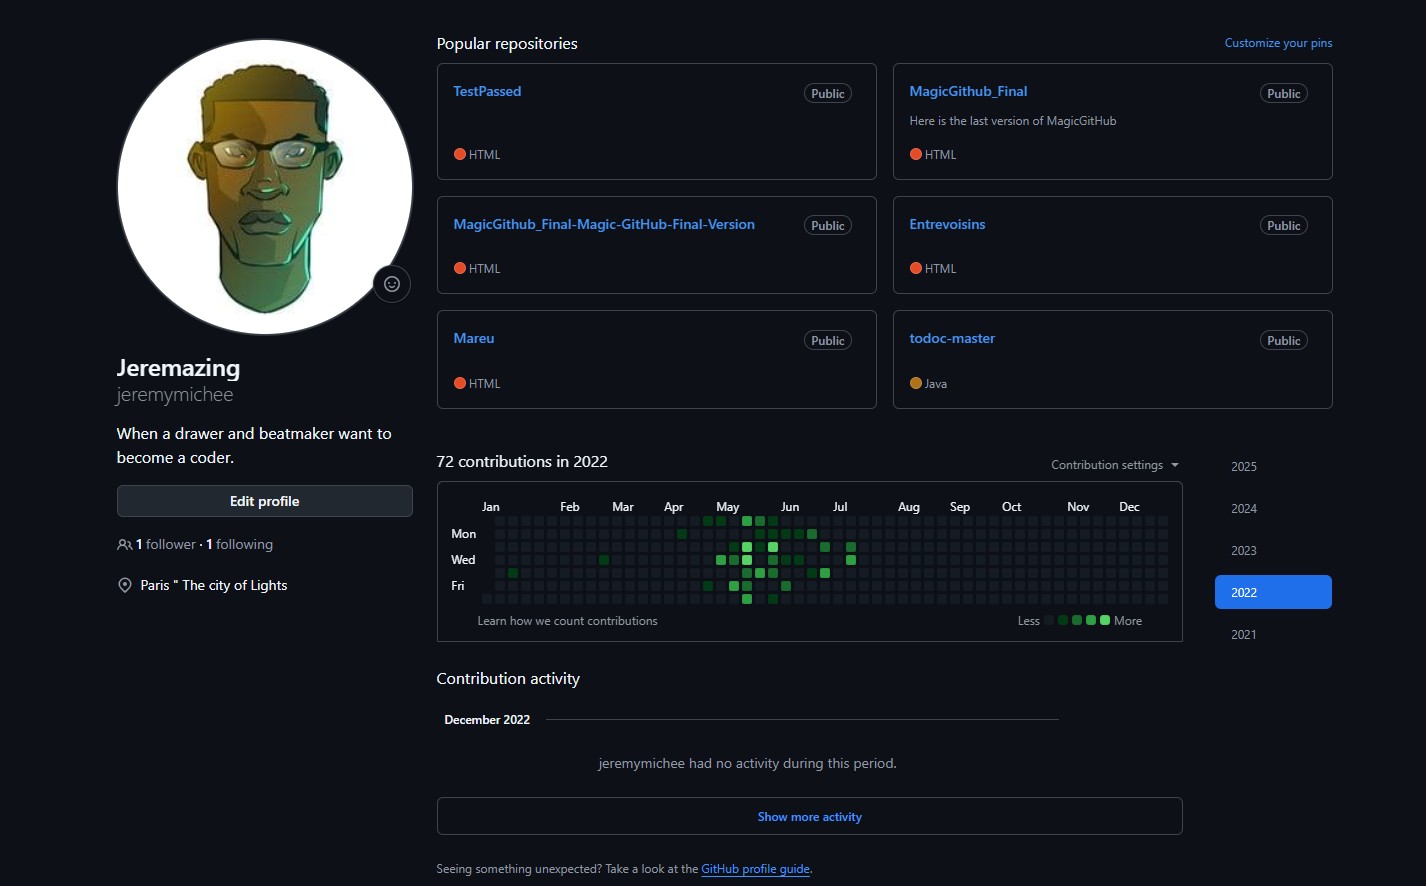 Jeremazing
jeremymichee
When a drawer and beatmaker want to
become a coder.
Edit profile
1 follower · 1 following
Paris " The city of Lights
Popular repositories
Customize your pins
TestPassed Public
HTML
MagicGithub_Final Public
Here is the last version of MagicGitHub
HTML
MagicGithub_Final-Magic-GitHub-Final-Version Public
HTML
Entrevoisins Public
HTML
Mareu Public
HTML
todoc-master Public
Java
72 contributions in 2022
Contribution settings
Jan Feb Mar Apr May Jun Jul Aug Sep Oct Nov Dec
Mon
Wed
Fri
Learn how we count contributions
Less More
2025
2024
2023
2022
2021
Contribution activity
December 2022
jeremymichee had no activity during this period.
Show more activity
Seeing something unexpected? Take a look at the GitHub profile guide.